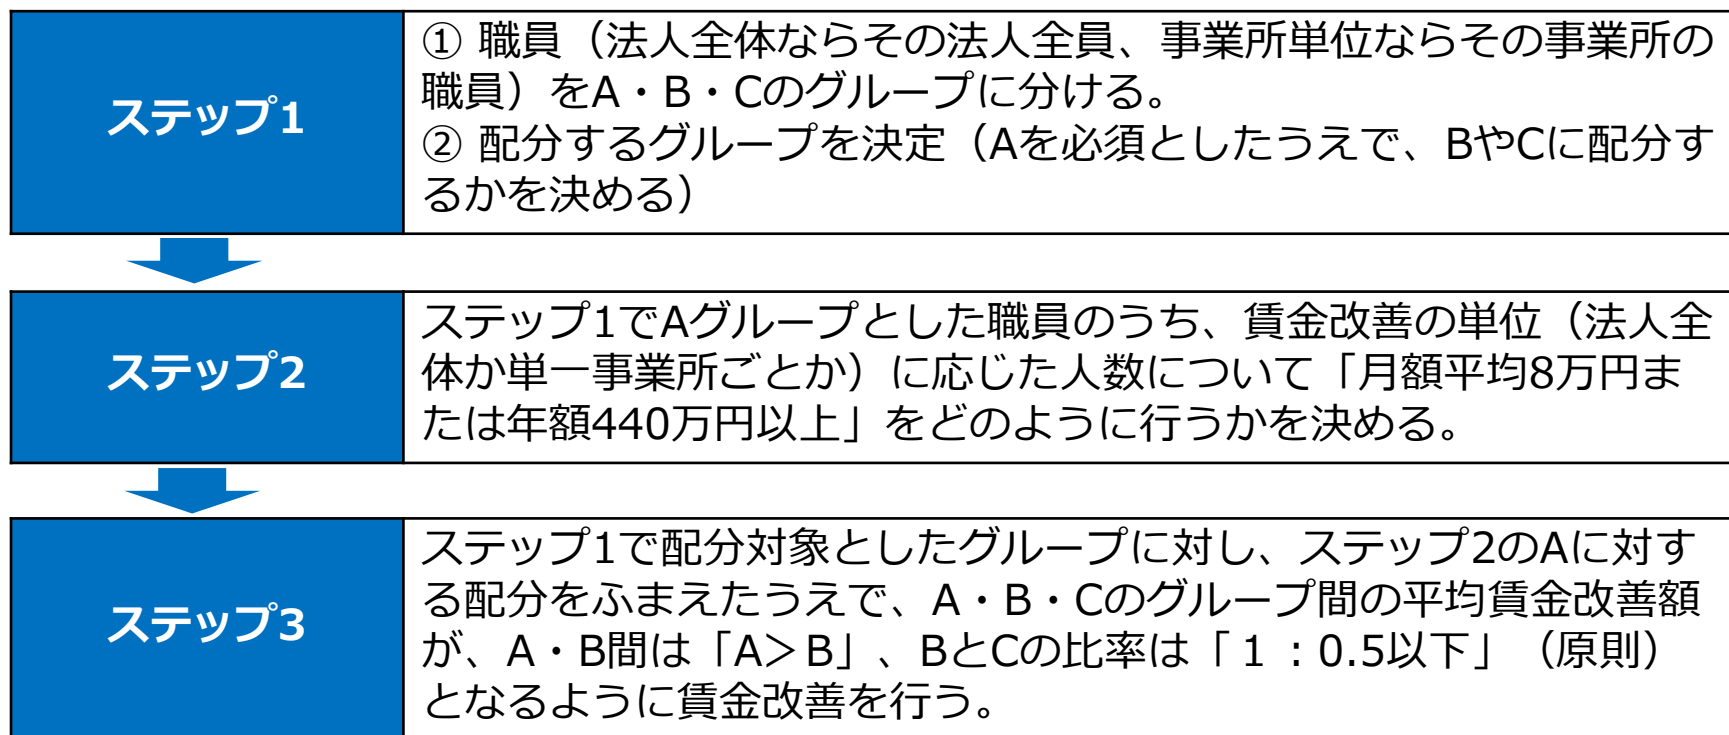 ステップ1
① 職員（法人全体ならその法人全員、事業所単位ならその事業所の
職員）をA・B・Cのグループに分ける。
② 配分するグループを決定（Aを必須としたうえで、BやCに配分す
るかを決める）
ステップ2
ステップ1でAグループとした職員のうち、賃金改善の単位（法人全
体か単一事業所ごとか）に応じた人数について「月額平均8万円ま
たは年額440万円以上」をどのように行うかを決める。
ステップ3
ステップ1で配分対象としたグループに対し、ステップ2のAに対す
る配分をふまえたうえで、A・B・Cのグループ間の平均賃金改善額
が、A・B間は「A＞B」、BとCの比率は「１：0.5以下」（原則）
となるように賃金改善を行う。